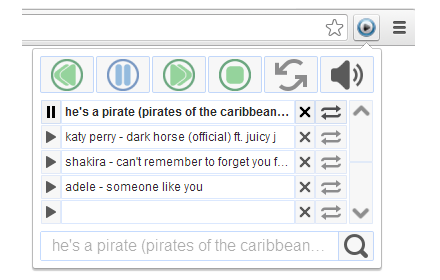 he's a pirate (pirates of the caribbean...
katy perry - dark horse (official) ft. juicy j
shakira - can't remember to forget you f...
adele - someone like you
he's a pirate (pirates of the caribbean...